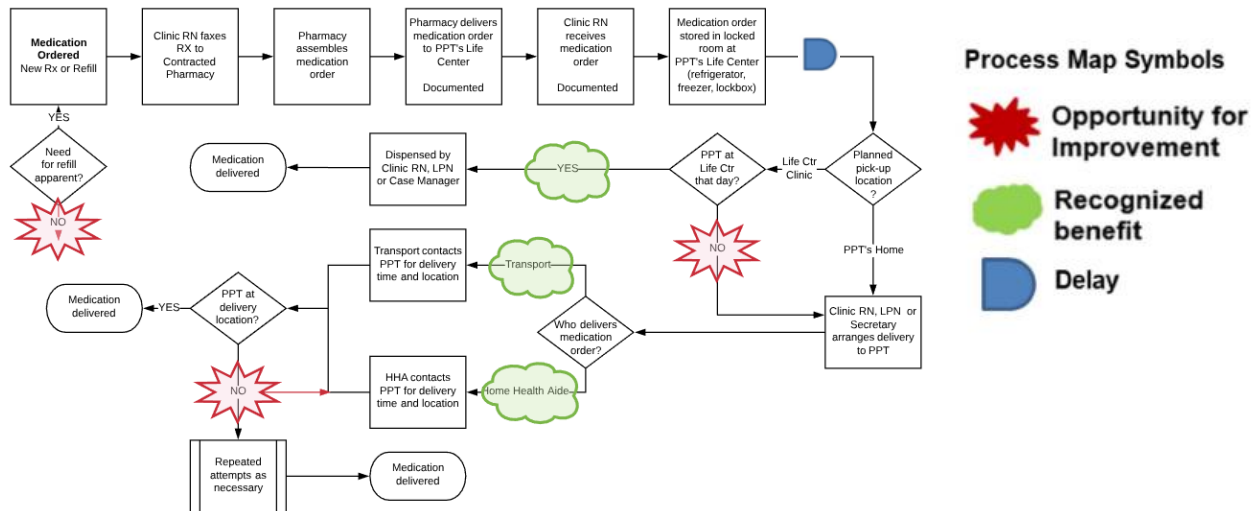 Medication
Ordered
New Rx or Refill
Clinic RN faxes
RX to
Contracted
Pharmacy
Pharmacy
assembles
medication
order
Pharmacy delivers
medication order
to PPT's Life
Center
Documented
Clinic RN
receives
medication
order
Documented
Medication order
stored in locked
room at
PPT's Life Center
(refrigerator,
freezer, lockbox)
YES
Need
for refill
apparent?
NO
Medication
delivered
Dispensed by
Clinic RN, LPN
or Case Manager
YES
PPT at
Life Ctr
that day?
Life Ctr
Clinic
Planned
pick-up
location
?
NO
PPT's Home
Transport contacts
PPT for delivery
time and location
Transport
Medication
delivered
YES
PPT at
delivery
location?
Who delivers
medication
order?
Clinic RN, LPN or
Secretary
arranges delivery
to PPT
NO
HHA contacts
PPT for delivery
time and location
Home Health Aide
Repeated
attempts as
necessary
Medication
delivered
Process Map Symbols
Opportunity for
Improvement
Recognized
benefit
Delay